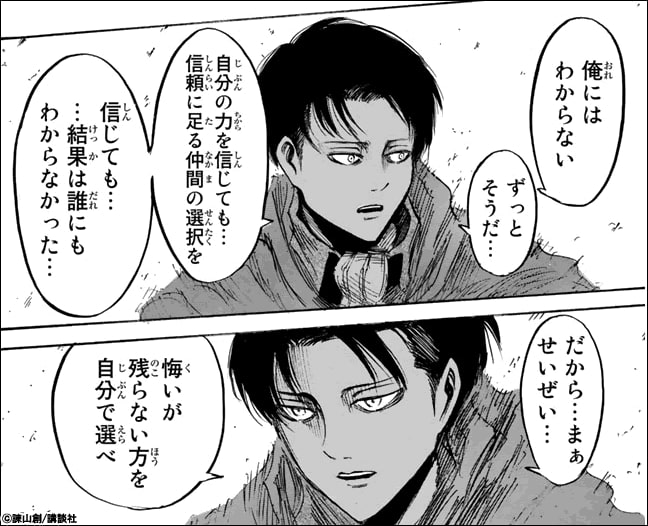 俺には
わからない
ずっと
そうだ…
自分の力を信じても…
信頼に足る仲間の選択を
信じても…
…結果は誰にも
わからなかった…
だから…まぁ
せいぜい…
悔いが
残らない方を
自分で選べ
©諫山創/講談社